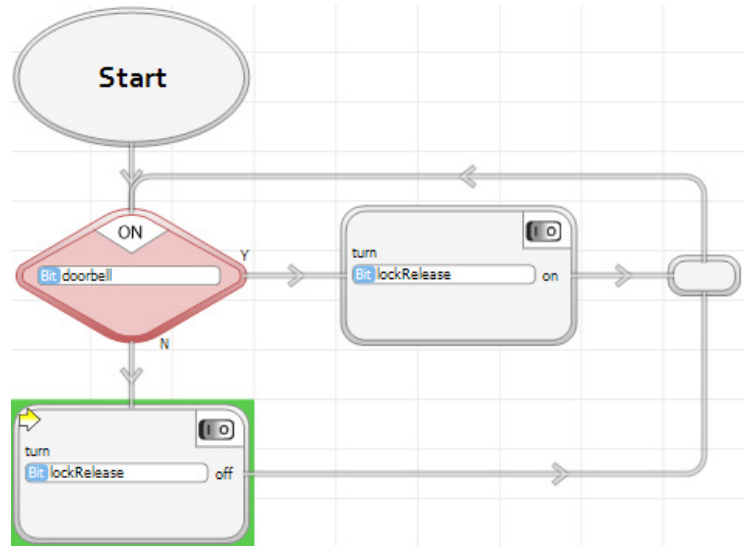 Start
ON
Bit doorbell
Y
N
turn
Bit lockRelease on
I O
turn
Bit lockRelease off
I O